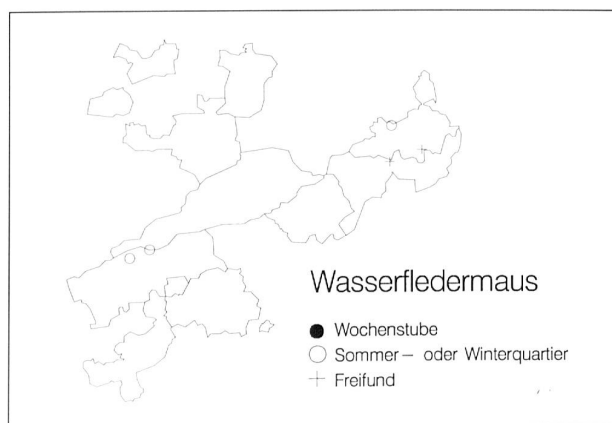 Wasserfledermaus
Wochenstube
Sommer – oder Winterquartier
Freifund